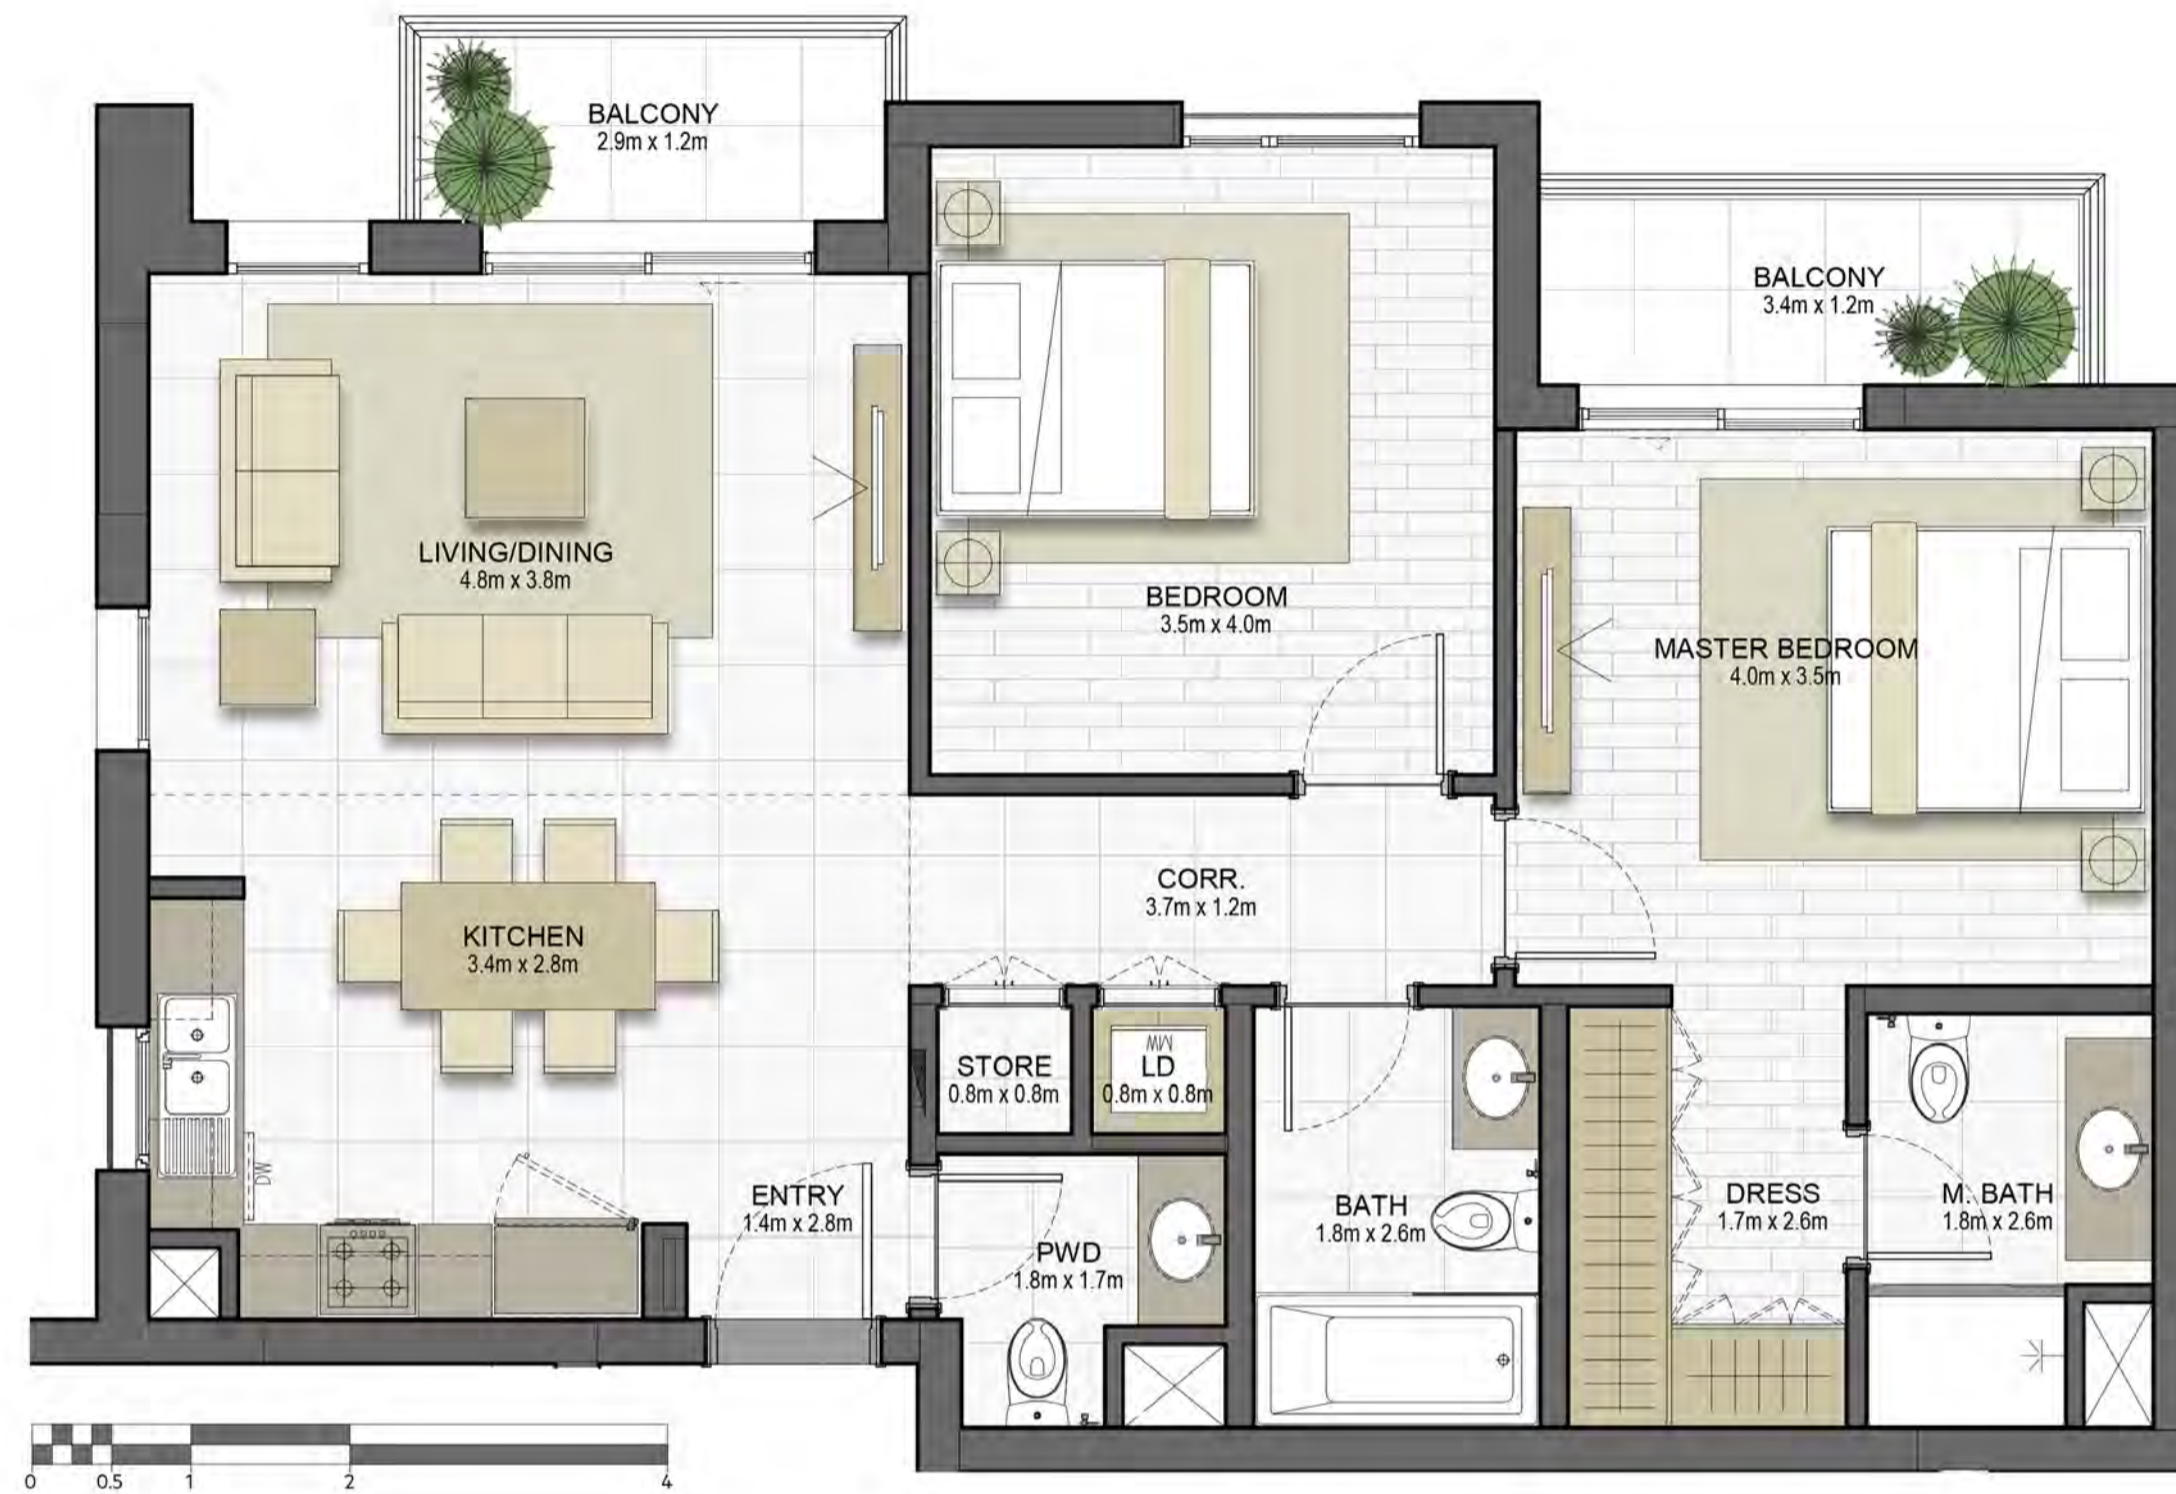 BALCONY
2.9m x 1.2m
BALCONY
3.4m x 1.2m
LIVING/DINING
4.8m x 3.8m
BEDROOM
3.5m x 4.0m
MASTER BEDROOM
4.0m x 3.5m
CORR.
3.7m x 1.2m
KITCHEN
3.4m x 2.8m
STORE
0.8m x 0.8m
MW
LD
0.8m x 0.8m
DW
ENTRY
1.4m x 2.8m
PWD
1.8m x 1.7m
BATH
1.8m x 2.6m
DRESS
1.7m x 2.6m
M. BATH
1.8m x 2.6m
0 0.5 1 2 4